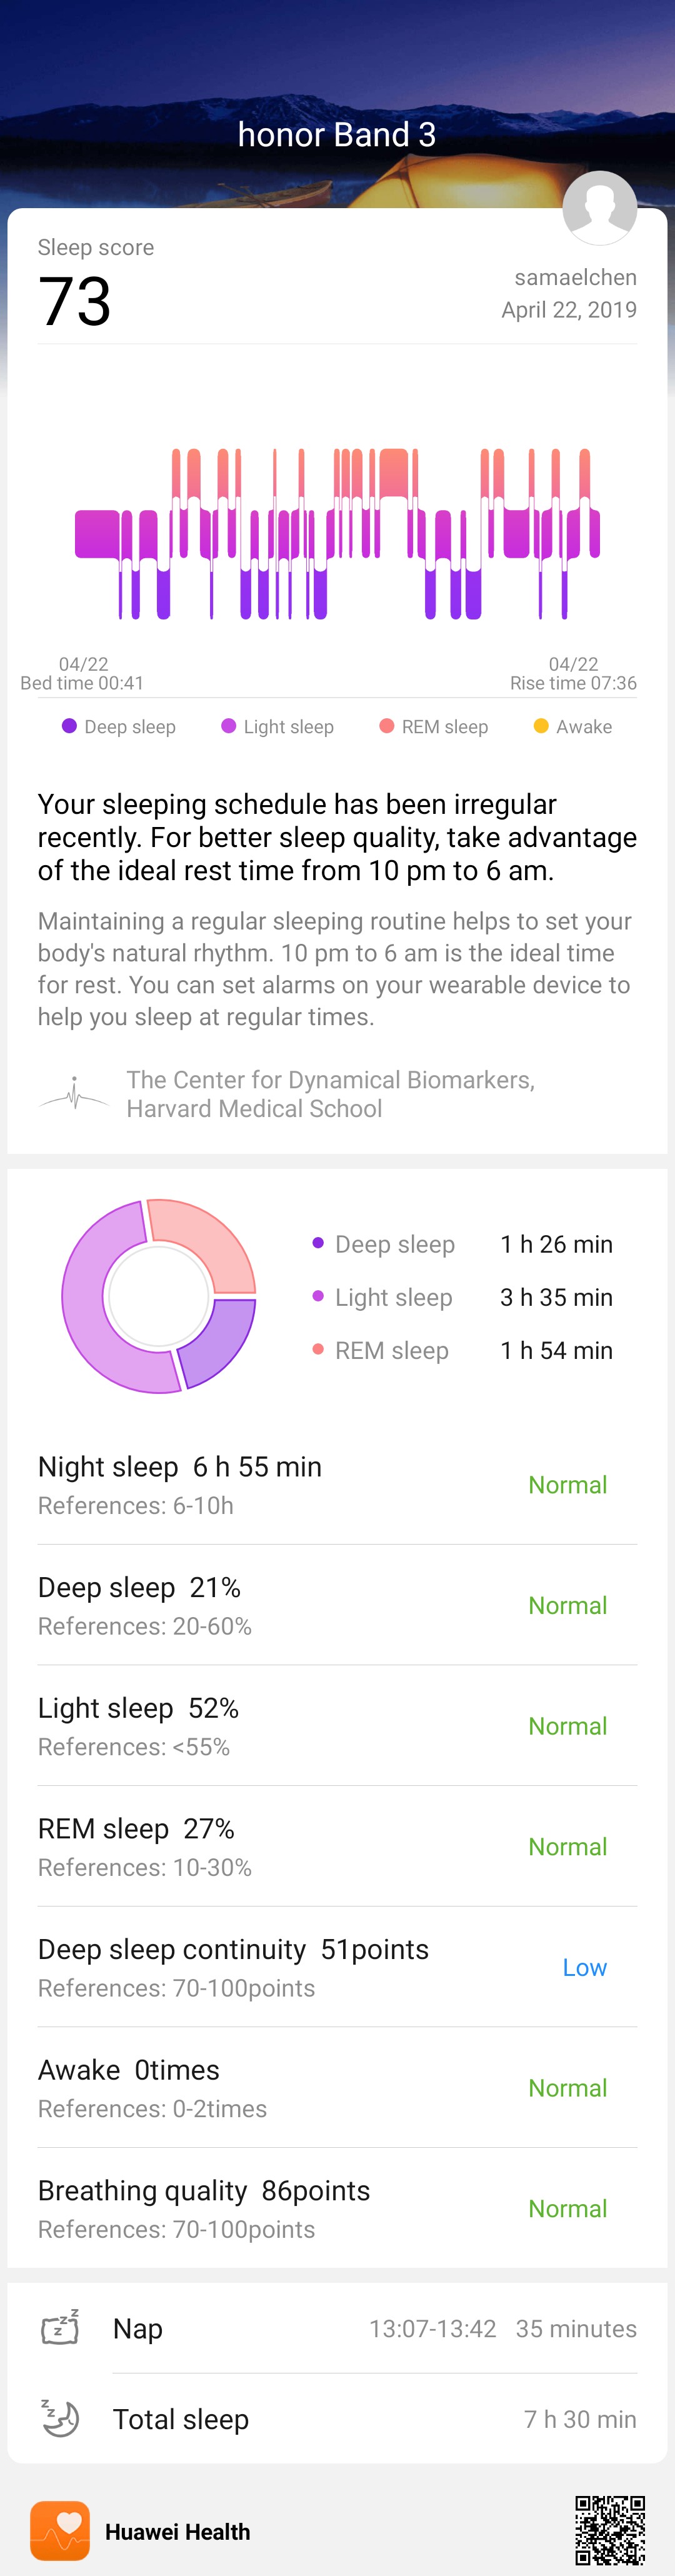 honor Band 3
Sleep score
73
samaelchen
April 22, 2019
04/22
Bed time 00:41
04/22
Rise time 07:36
Deep sleep
Light sleep
REM sleep
Awake
Your sleeping schedule has been irregular
recently. For better sleep quality, take advantage
of the ideal rest time from 10 pm to 6 am.
Maintaining a regular sleeping routine helps to set your
body's natural rhythm. 10 pm to 6 am is the ideal time
for rest. You can set alarms on your wearable device to
help you sleep at regular times.
The Center for Dynamical Biomarkers,
Harvard Medical School
Deep sleep 1 h 26 min
Light sleep 3 h 35 min
REM sleep 1 h 54 min
Night sleep 6 h 55 min
Normal
References: 6-10h
Deep sleep 21%
Normal
References: 20-60%
Light sleep 52%
Normal
References: <55%
REM sleep 27%
Normal
References: 10-30%
Deep sleep continuity 51points
Low
References: 70-100points
Awake 0times
Normal
References: 0-2times
Breathing quality 86points
Normal
References: 70-100points
Nap 13:07-13:42 35 minutes
Total sleep 7 h 30 min
Huawei Health